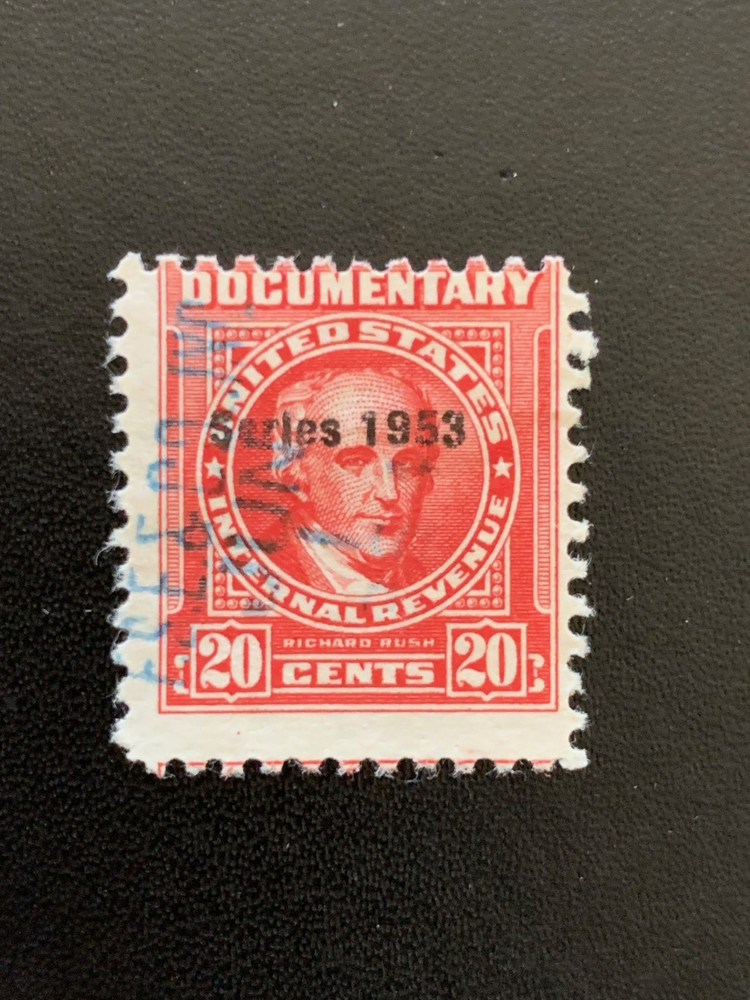 DOCUMENTARY
UNITED STATES
Series 1953
INTERNAL REVENUE
RICHARD RUSH
20 CENTS 20